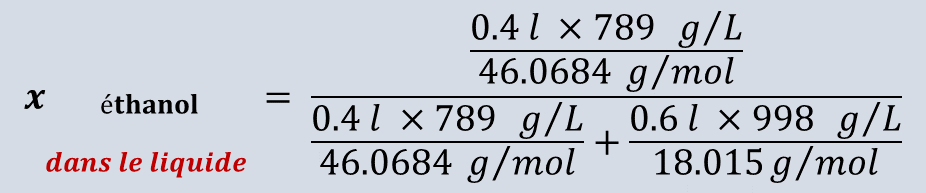 0.4 l × 789 g/L
46.0684 g/mol
x éthanol =
0.4 l × 789 g/L + 0.6 l × 998 g/L
46.0684 g/mol 18.015 g/mol
dans le liquide